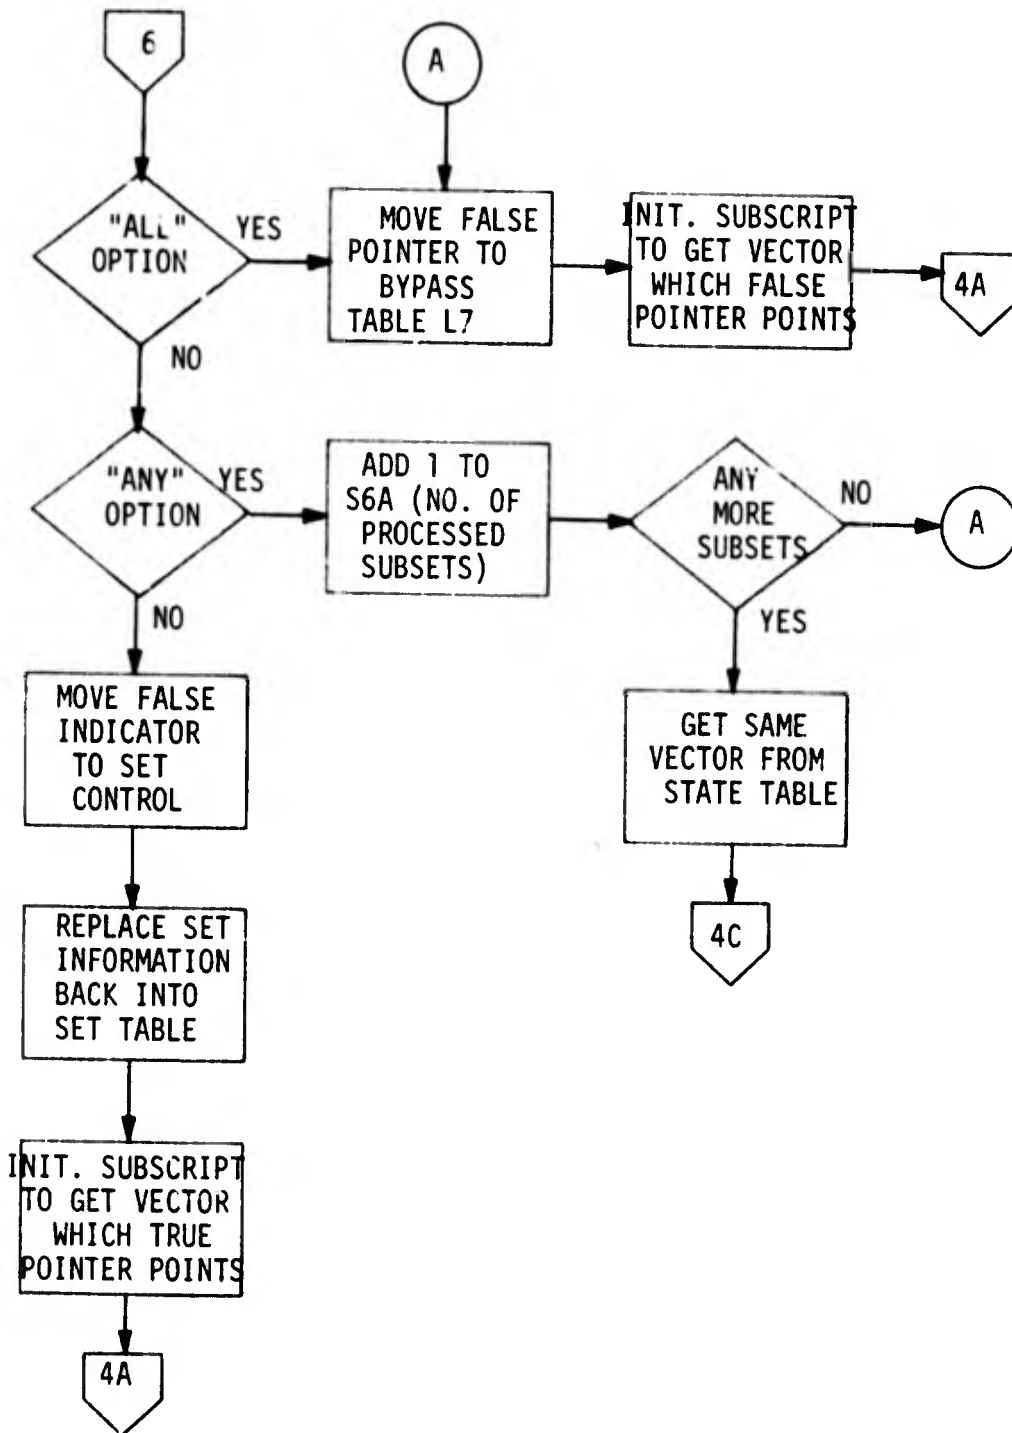 6
A
"ALL"
OPTION
YES
NO
MOVE FALSE
POINTER TO
BYPASS
TABLE L7
INIT. SUBSCRIPT
TO GET VECTOR
WHICH FALSE
POINTER POINTS
4A
"ANY"
OPTION
YES
NO
ADD 1 TO
S6A (NO. OF
PROCESSED
SUBSETS)
ANY
MORE
SUBSETS
NO
A
YES
MOVE FALSE
INDICATOR
TO SET
CONTROL
GET SAME
VECTOR FROM
STATE TABLE
4C
REPLACE SET
INFORMATION
BACK INTO
SET TABLE
INIT. SUBSCRIPT
TO GET VECTOR
WHICH TRUE
POINTER POINTS
4A